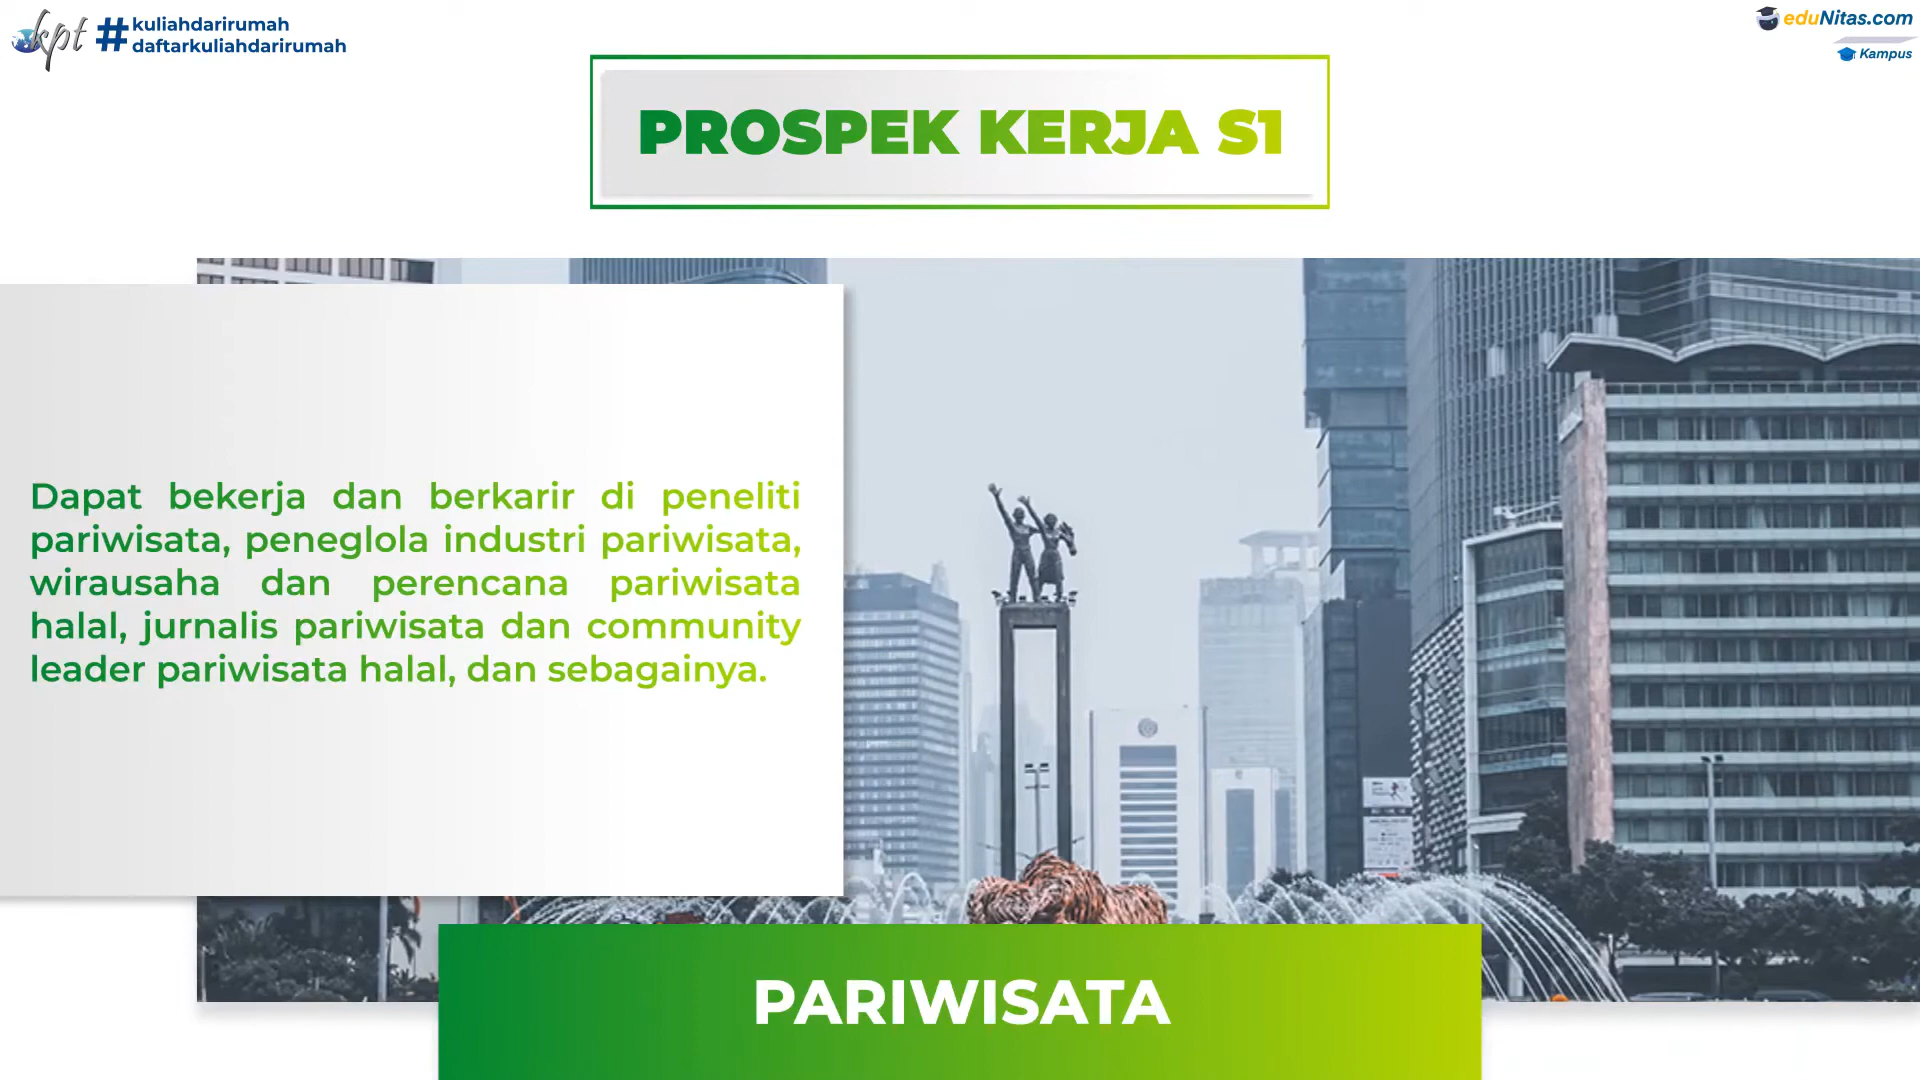 kpt
#kuliahdarirumah
daftarkuliahdarirumah
eduNitas.com
Kampus
PROSPEK KERJA S1
Dapat bekerja dan berkarir di peneliti
pariwisata, peneglola industri pariwisata,
wirausaha dan perencana pariwisata
halal, jurnalis pariwisata dan community
leader pariwisata halal, dan sebagainya.
PARIWISATA